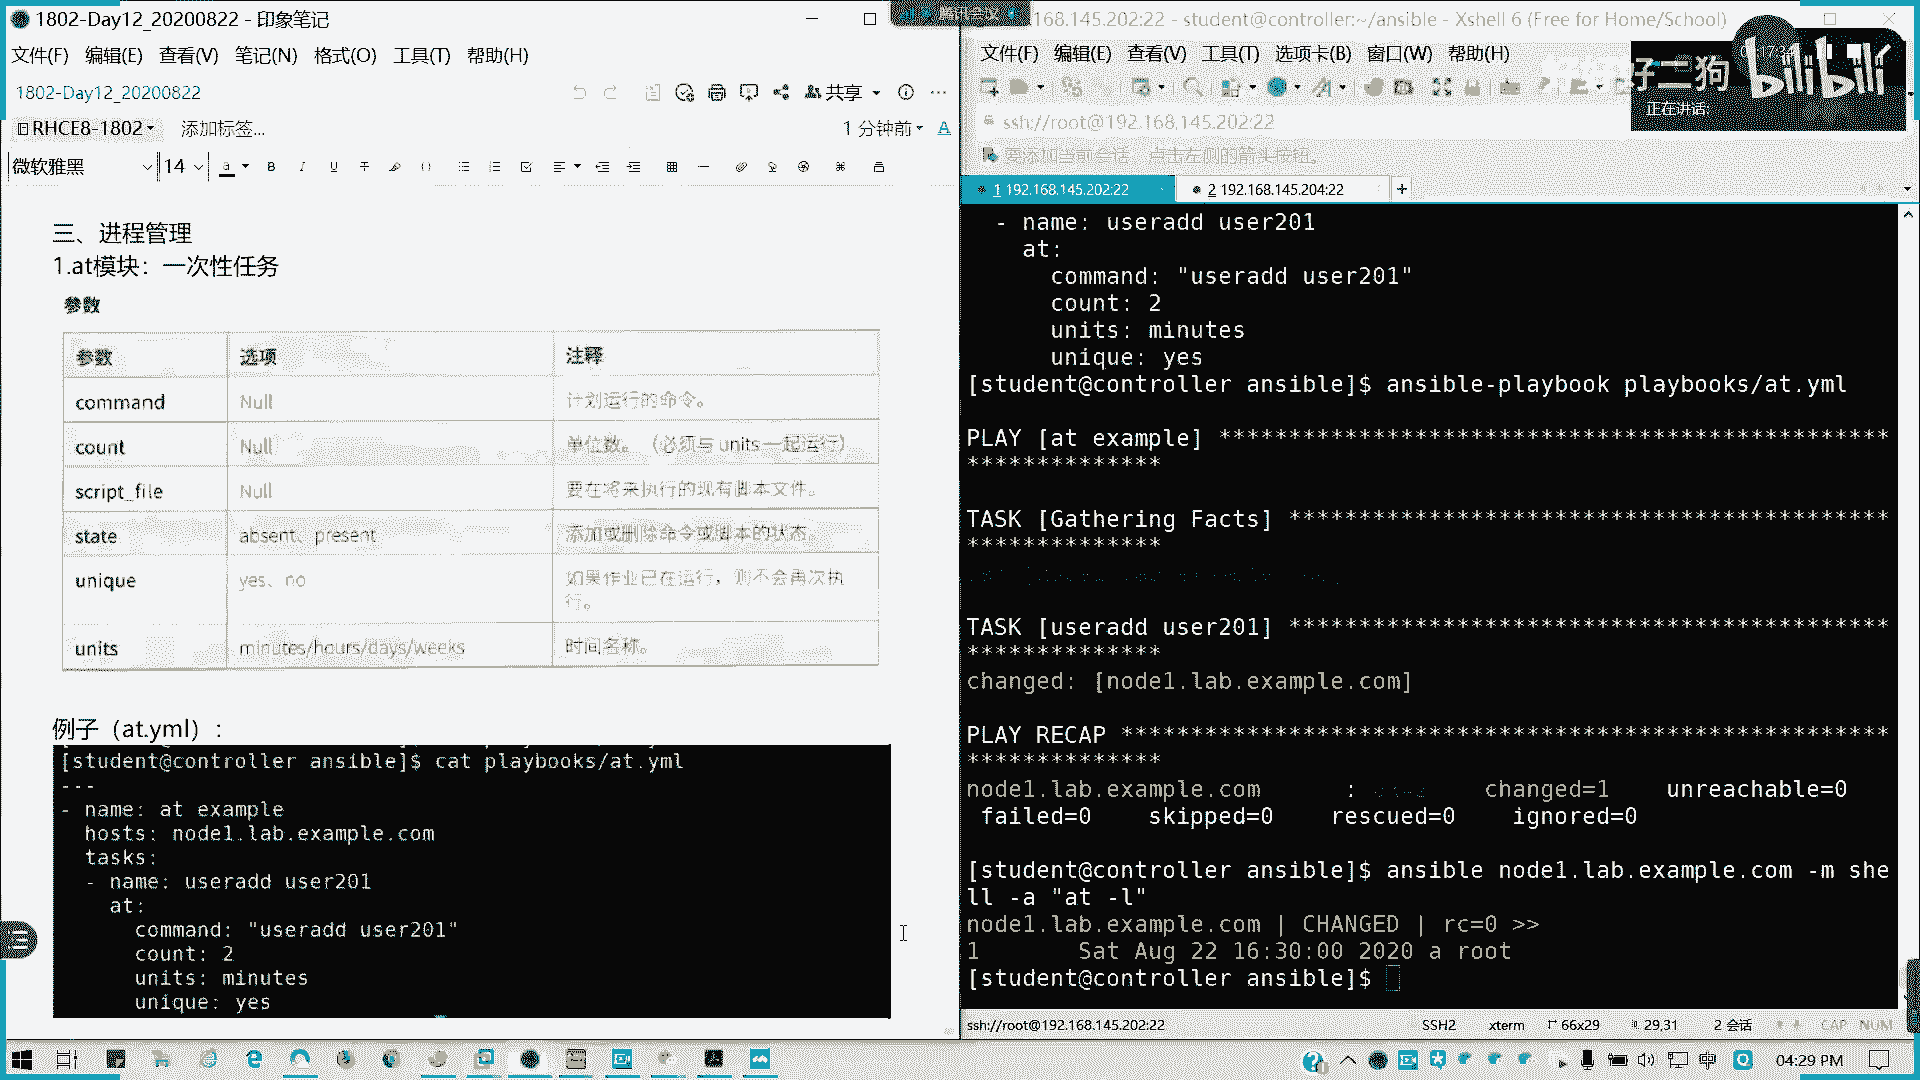 1802-Day12_20200822 - 印象笔记
文件(F) 编辑(E) 查看(V) 笔记(N) 格式(O) 工具(T) 帮助(H)
1802-Day12_20200822
共享
RHCE8-1802 添加标签...
1 分钟前
微软雅黑 14
三、进程管理
1.at模块：一次性任务
参数
参数 选项 注释
command Null 计划运行的命令。
count Null 单位数。（必须与 units 一起运行）
script_file Null 要在将来执行的现有脚本文件。
state absent、present 添加或删除命令或脚本的状态。
unique yes、no 如果作业已在运行，则不会再次执行。
units minutes/hours/days/weeks 时间名称。
例子（at.yml）：
[student@controller ansible]$ cat playbooks/at.yml
---
- name: at example
hosts: node1.lab.example.com
tasks:
- name: useradd user201
at:
command: "useradd user201"
count: 2
units: minutes
unique: yes
腾讯会议
168.145.202:22 - student@controller:~/ansible - Xshell 6 (Free for Home/School)
文件(F) 编辑(E) 查看(V) 工具(T) 选项卡(B) 窗口(W) 帮助(H)
好二狗
bilibili
正在讲话:
ssh://root@192.168.145.202:22
要添加当前会话，点击左侧的箭头按钮。
1 192.168.145.202:22
2 192.168.145.204:22
- name: useradd user201
at:
command: "useradd user201"
count: 2
units: minutes
unique: yes
[student@controller ansible]$ ansible-playbook playbooks/at.yml
PLAY [at example] *****************************************************
**************
TASK [Gathering Facts] *******************************************
**************
TASK [useradd user201] *******************************************
**************
changed: [node1.lab.example.com]
PLAY RECAP *******************************************************
**************
node1.lab.example.com : changed=1 unreachable=0
failed=0 skipped=0 rescued=0 ignored=0
[student@controller ansible]$ ansible node1.lab.example.com -m she
ll -a "at -l"
node1.lab.example.com | CHANGED | rc=0 >>
1 Sat Aug 22 16:30:00 2020 a root
[student@controller ansible]$
ssh://root@192.168.145.202:22 SSH2 xterm 66x29 29,31 2 会话 CAP NUM
中
04:29 PM